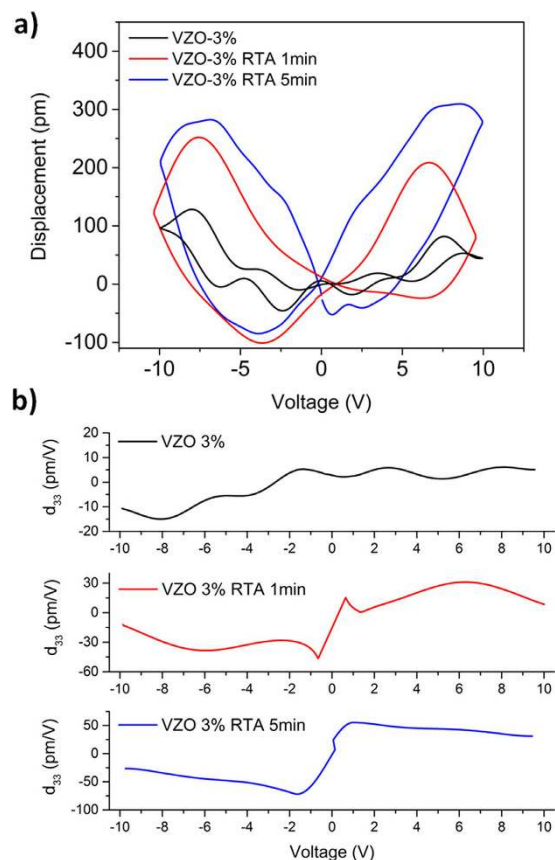 a)
VZO-3%
VZO-3% RTA 1min
VZO-3% RTA 5min
400
300
200
100
0
-100
Displacement (pm)
-10 -5 0 5 10
Voltage (V)
b)
VZO 3%
20
10
0
-10
-20
d33 (pm/V)
-10 -8 -6 -4 -2 0 2 4 6 8 10
VZO 3% RTA 1min
30
0
-30
-60
d33 (pm/V)
-10 -8 -6 -4 -2 0 2 4 6 8 10
VZO 3% RTA 5min
50
0
-50
-100
d33 (pm/V)
-10 -8 -6 -4 -2 0 2 4 6 8 10
Voltage (V)